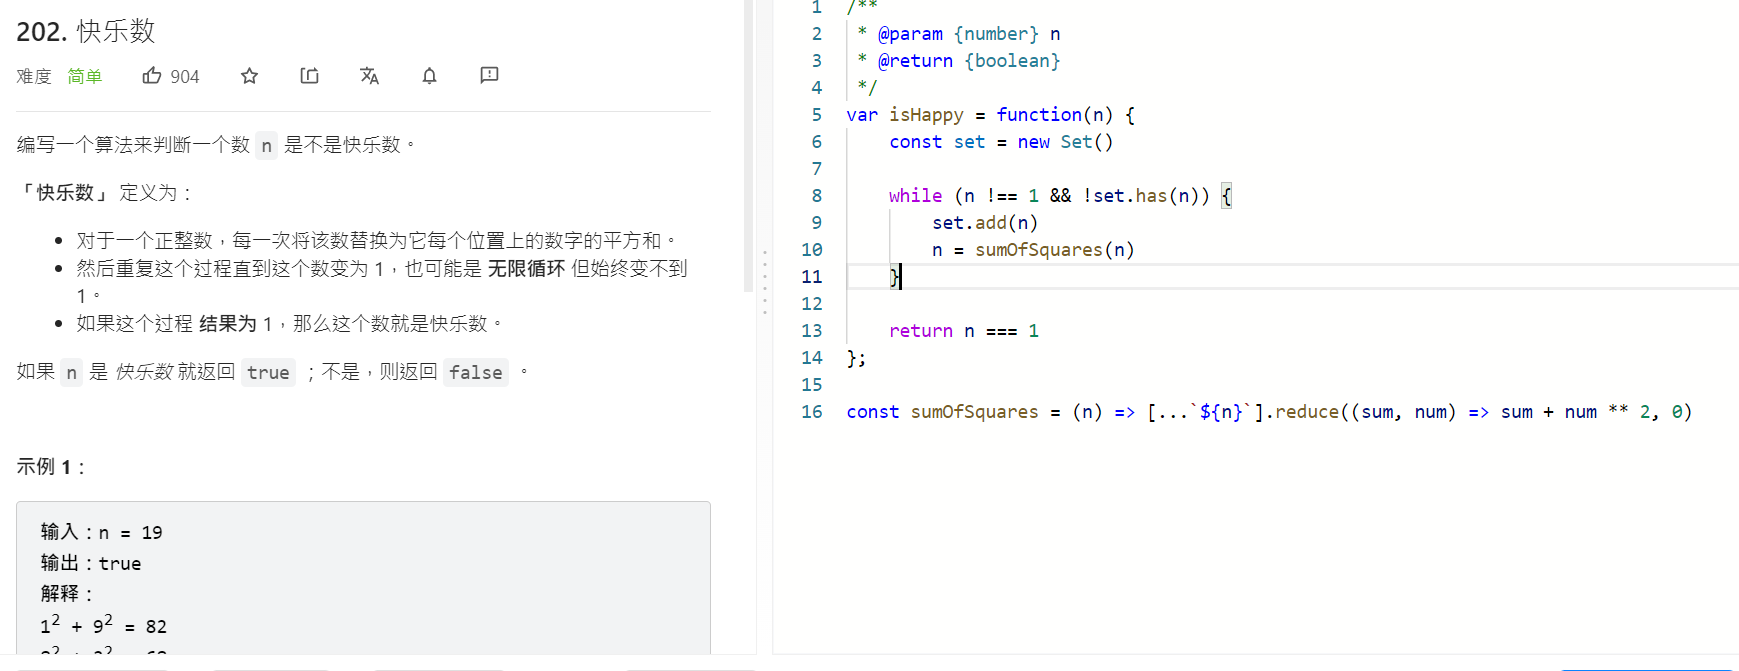 202. 快乐数
难度 简单 904
编写一个算法来判断一个数 n 是不是快乐数。
「快乐数」 定义为：
• 对于一个正整数，每一次将该数替换为它每个位置上的数字的平方和。
• 然后重复这个过程直到这个数变为 1，也可能是 无限循环 但始终变不到
1。
• 如果这个过程 结果为 1，那么这个数就是快乐数。
如果 n 是 快乐数 就返回 true ；不是，则返回 false 。
示例 1：
输入：n = 19
输出：true
解释：
1² + 9² = 82
1 /**
2  * @param {number} n
3  * @return {boolean}
4  */
5 var isHappy = function(n) {
6     const set = new Set()
7
8     while (n !== 1 && !set.has(n)) {
9         set.add(n)
10         n = sumOfSquares(n)
11     }
12
13     return n === 1
14 };
15
16 const sumOfSquares = (n) => [...`${n}`].reduce((sum, num) => sum + num ** 2, 0)